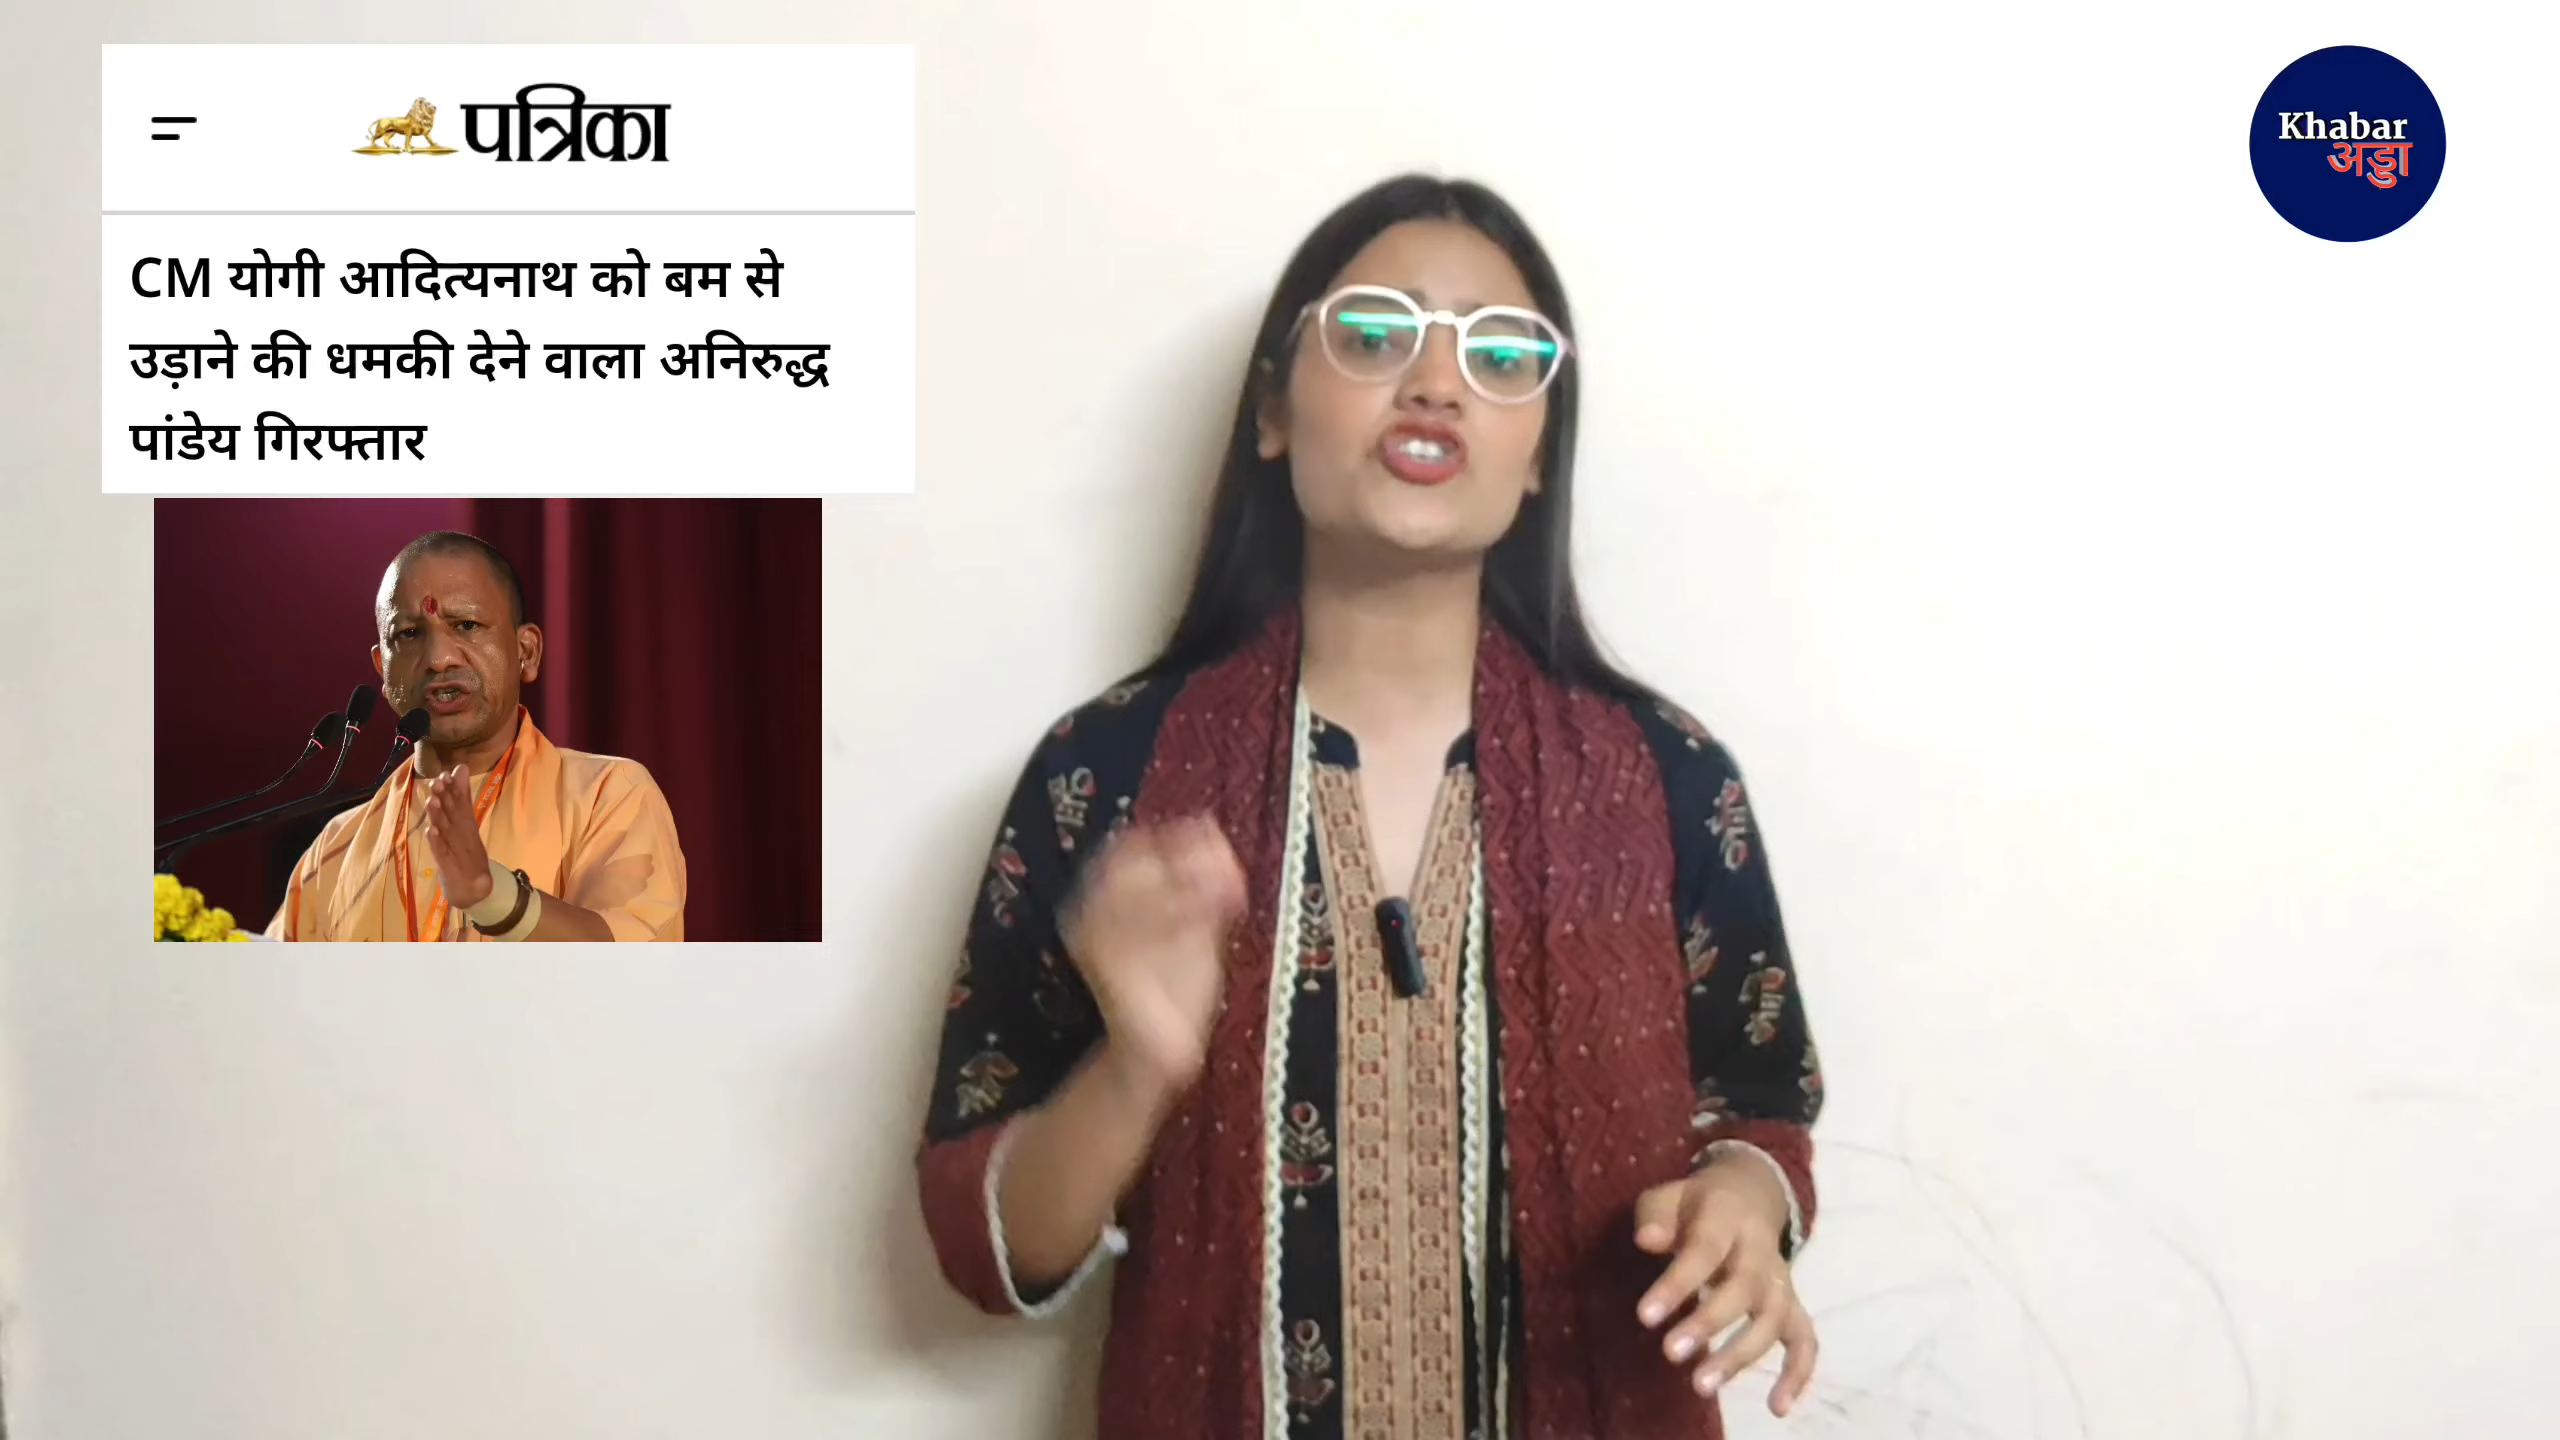 पत्रिका
CM योगी आदित्यनाथ को बम से
उड़ाने की धमकी देने वाला अनिरुद्ध
पांडेय गिरफ्तार
Khabar
अड्डा